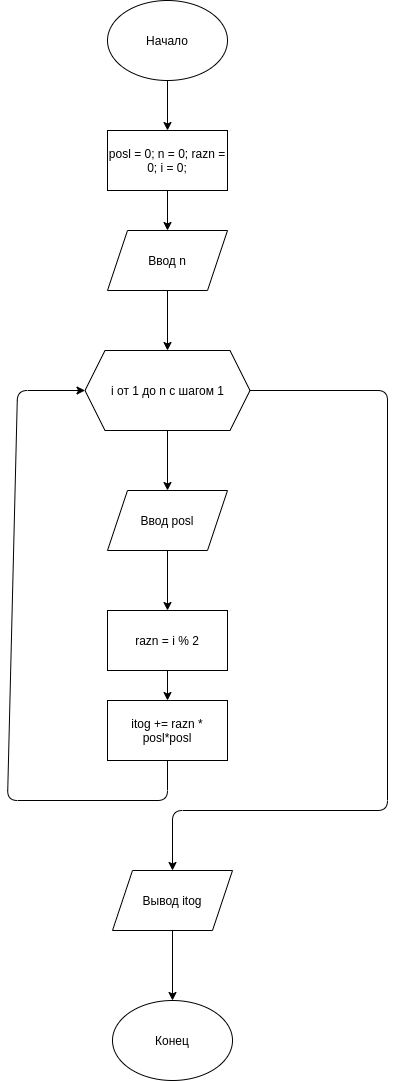 Начало
posl = 0; n = 0; razn =
0; i = 0;
Ввод n
i от 1 до n с шагом 1
Ввод posl
razn = i % 2
itog += razn *
posl*posl
Вывод itog
Конец